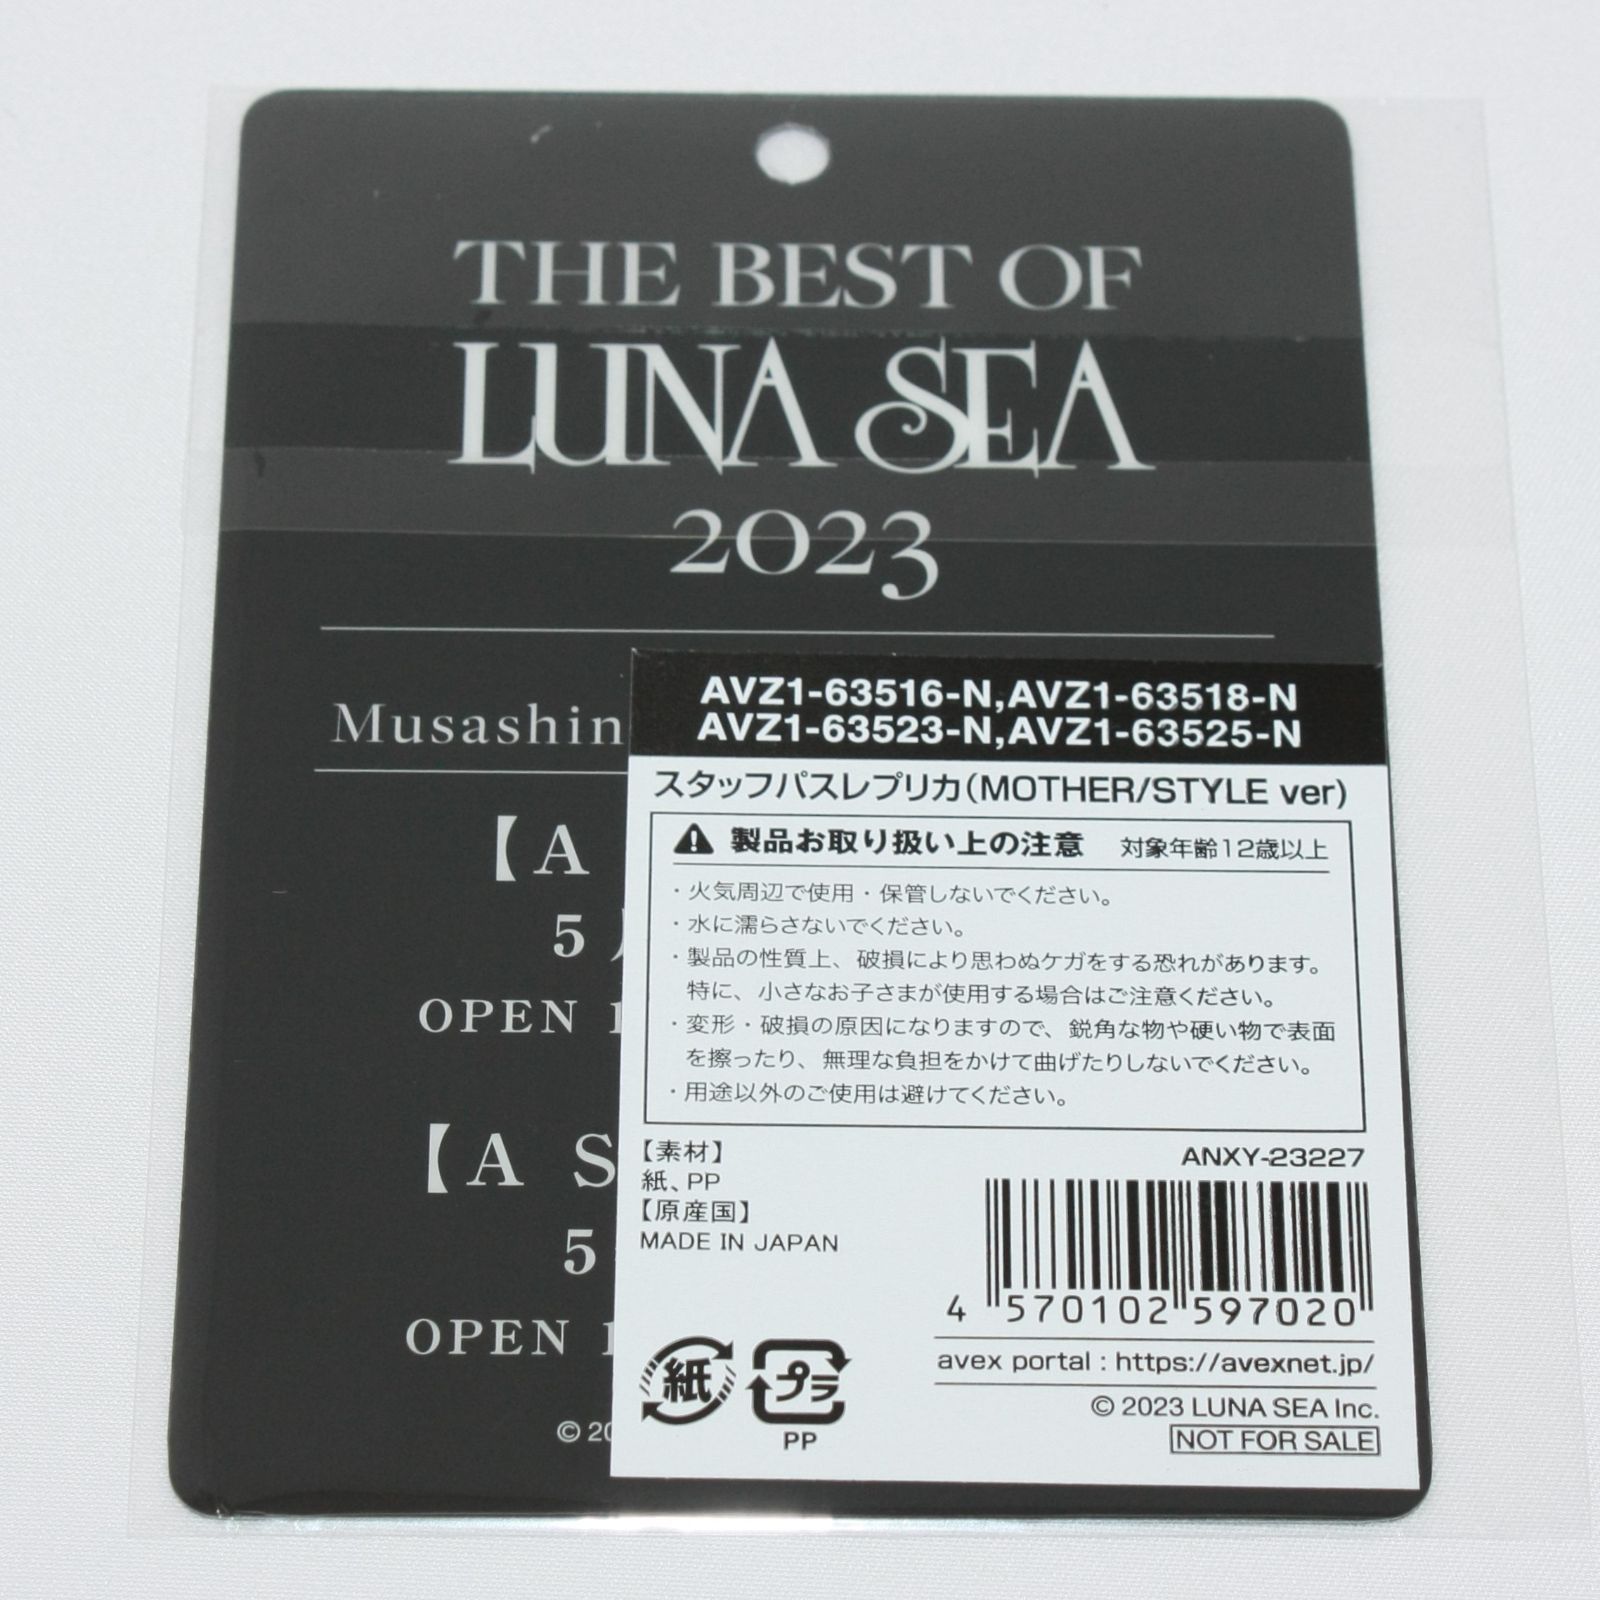 THE BEST OF
LUNA SEA
2023
Musashin
【A
5
OPEN
【A S
5
OPEN
© 20
AVZ1-63516-N,AVZ1-63518-N
AVZ1-63523-N,AVZ1-63525-N
スタッフパスレプリカ(MOTHER/STYLE ver)
製品お取り扱い上の注意 対象年齢12歳以上
・火気周辺で使用・保管しないでください。
・水に濡らさないでください。
・製品の性質上、破損により思わぬケガをする恐れがあります。
特に、小さなお子さまが使用する場合はご注意ください。
・変形・破損の原因になりますので、鋭角な物や硬い物で表面
を擦ったり、無理な負担をかけて曲げたりしないでください。
・用途以外のご使用は避けてください。
【素材】
紙、PP
【原産国】
MADE IN JAPAN
ANXY-23227
4 570102 597020
紙
プラ
PP
avex portal : https://avexnet.jp/
© 2023 LUNA SEA Inc.
NOT FOR SALE